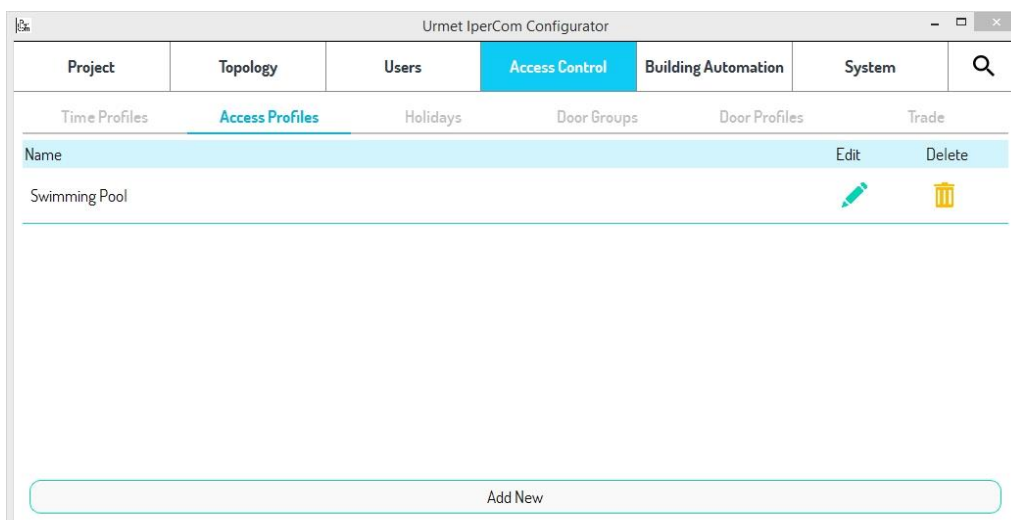 Urmet IperCom Configurator
Project Topology Users Access Control Building Automation System
Time Profiles Access Profiles Holidays Door Groups Door Profiles Trade
Name Edit Delete
Swimming Pool
Add New